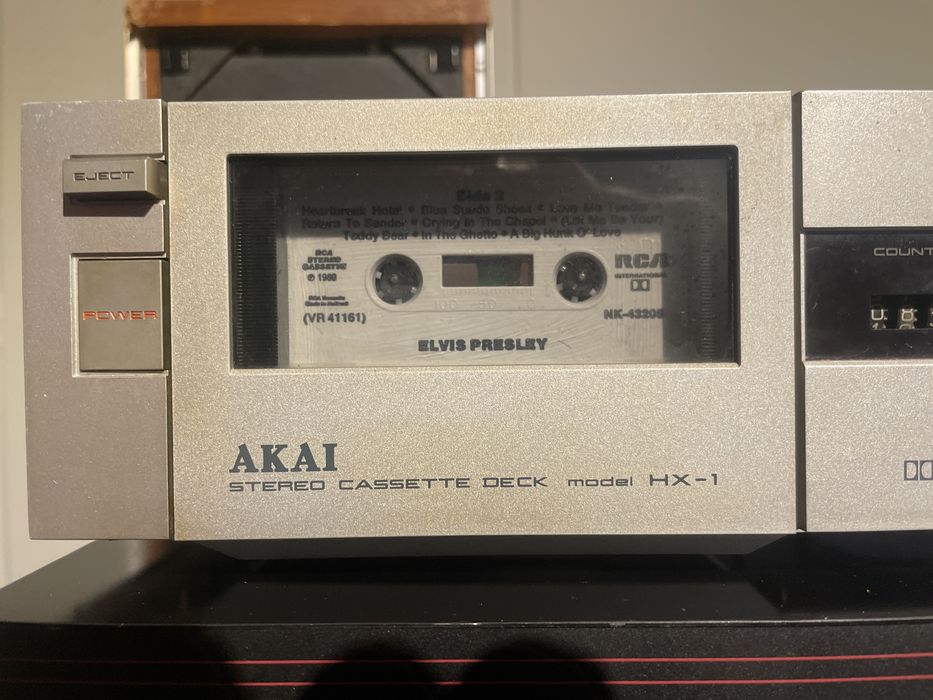 EJECT
POWER
Side 2
Heartbreak Hotel * Blue Suede Shoes * Love Me Tender *
Return To Sender * Crying In The Chapel * (Let Me Be Your)
Teddy Bear * In The Ghetto * A Big Hunk O' Love
RCA
STEREO
CASSETTE
℗ 1980
(VR 41161)
RCA
INTERNATIONAL
NK-43205
ELVIS PRESLEY
COUNT
AKAI
STEREO CASSETTE DECK model HX-1